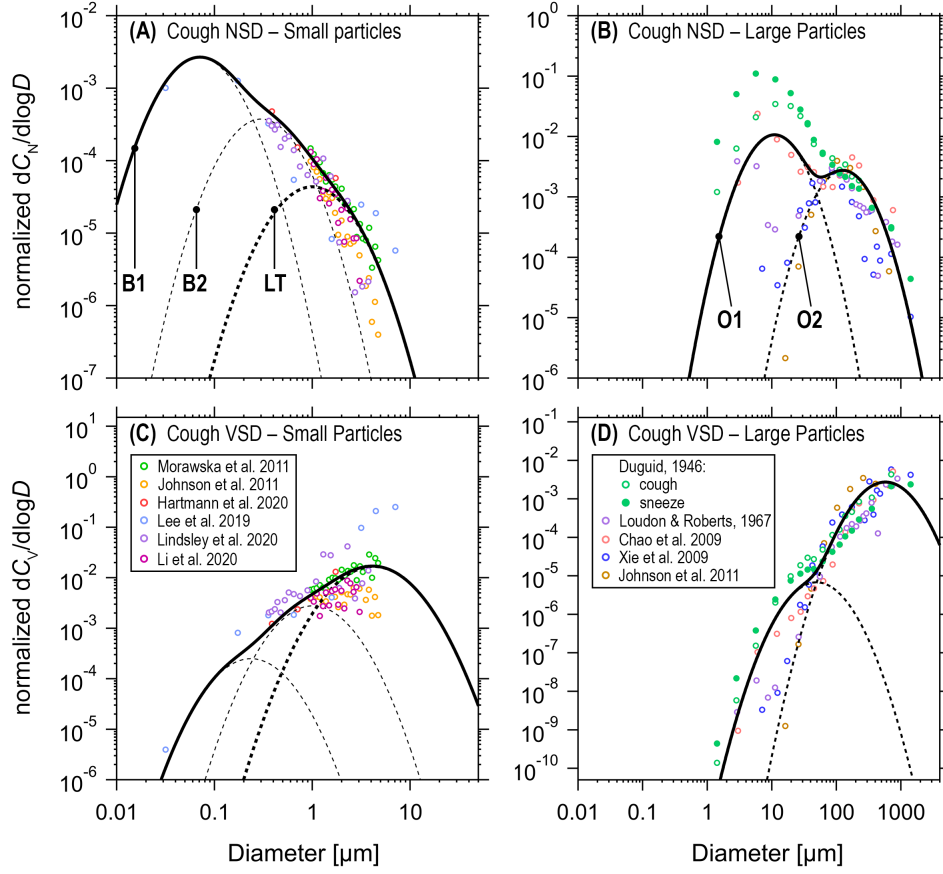 (A) Cough NSD – Small particles
normalized dC_N/dlogD
10^-2
10^-3
10^-4
10^-5
10^-6
10^-7
B1
B2
LT
(B) Cough NSD – Large Particles
normalized dC_N/dlogD
10^0
10^-1
10^-2
10^-3
10^-4
10^-5
10^-6
O1
O2
(C) Cough VSD – Small Particles
normalized dC_V/dlogD
10^1
10^0
10^-1
10^-2
10^-3
10^-4
10^-5
10^-6
Morawska et al. 2011
Johnson et al. 2011
Hartmann et al. 2020
Lee et al. 2019
Lindsley et al. 2020
Li et al. 2020
0.01 0.1 1 10
Diameter [µm]
(D) Cough VSD – Large Particles
normalized dC_V/dlogD
10^-1
10^-2
10^-3
10^-4
10^-5
10^-6
10^-7
10^-8
10^-9
10^-10
Duguid, 1946:
cough
sneeze
Loudon & Roberts, 1967
Chao et al. 2009
Xie et al. 2009
Johnson et al. 2011
0.01 0.1 1 10 100 1000
Diameter [µm]